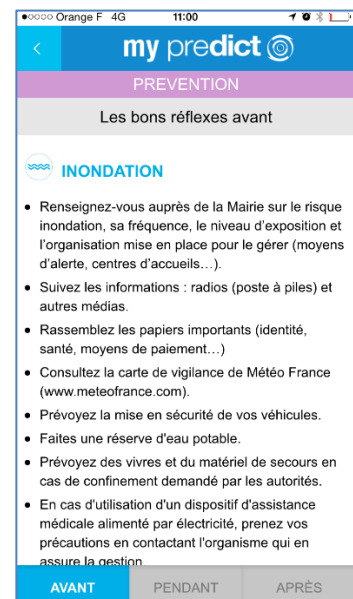 Orange F 4G 11:00
my predict
PREVENTION
Les bons réflexes avant
INONDATION
• Renseignez-vous auprès de la Mairie sur le risque
inondation, sa fréquence, le niveau d'exposition et
l'organisation mise en place pour le gérer (moyens
d'alerte, centres d'accueils...).
• Suivez les informations : radios (poste à piles) et
autres médias.
• Rassemblez les papiers importants (identité,
santé, moyens de paiement...)
• Consultez la carte de vigilance de Météo France
(www.meteofrance.com).
• Prévoyez la mise en sécurité de vos véhicules.
• Faites une réserve d'eau potable.
• Prévoyez des vivres et du matériel de secours en
cas de confinement demandé par les autorités.
• En cas d'utilisation d'un dispositif d'assistance
médicale alimenté par électricité, prenez vos
précautions en contactant l'organisme qui en
assure la gestion
AVANT PENDANT APRÈS